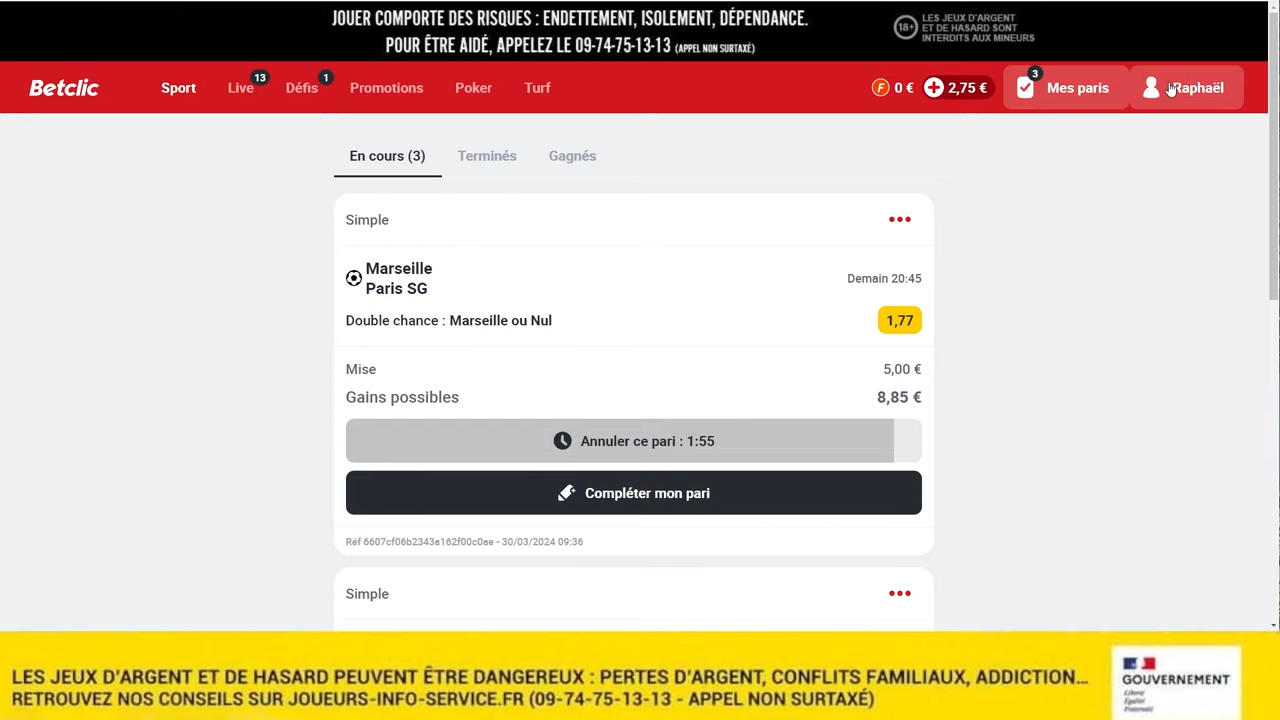 JOUER COMPORTE DES RISQUES : ENDETTEMENT, ISOLEMENT, DÉPENDANCE.
POUR ÊTRE AIDÉ, APPELEZ LE 09-74-75-13-13 (APPEL NON SURTAXÉ)
18+
LES JEUX D'ARGENT
ET DE HASARD SONT
INTERDITS AUX MINEURS
Betclic
Sport
Live 13
Défis 1
Promotions
Poker
Turf
F 0 €
2,75 €
3
Mes paris
Raphaël
En cours (3)
Terminés
Gagnés
Simple
Marseille
Paris SG
Demain 20:45
Double chance : Marseille ou Nul
1,77
Mise
5,00 €
Gains possibles
8,85 €
Annuler ce pari : 1:55
Compléter mon pari
Réf 6607cf06b2343a162f00c0ae - 30/03/2024 09:36
Simple
LES JEUX D'ARGENT ET DE HASARD PEUVENT ÊTRE DANGEREUX : PERTES D'ARGENT, CONFLITS FAMILIAUX, ADDICTION…
RETROUVEZ NOS CONSEILS SUR JOUEURS-INFO-SERVICE.FR (09-74-75-13-13 - APPEL NON SURTAXÉ)
GOUVERNEMENT
Liberté
Égalité
Fraternité